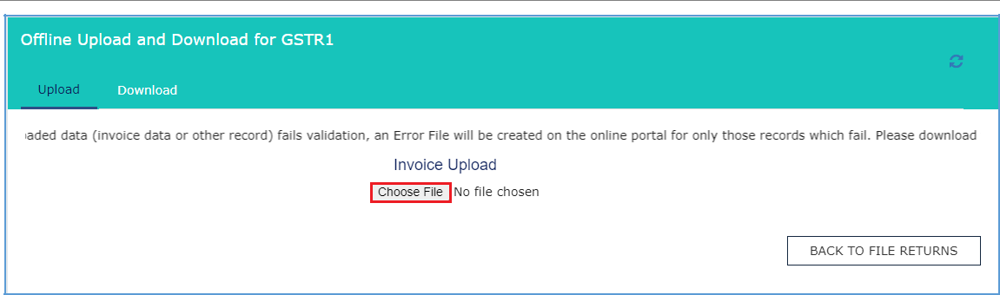 Offline Upload and Download for GSTR1
Upload Download
(invoice data or other record) fails validation, an Error File will be created on the online portal for only those records which fail. Please download
Invoice Upload
Choose File No file chosen
BACK TO FILE RETURNS